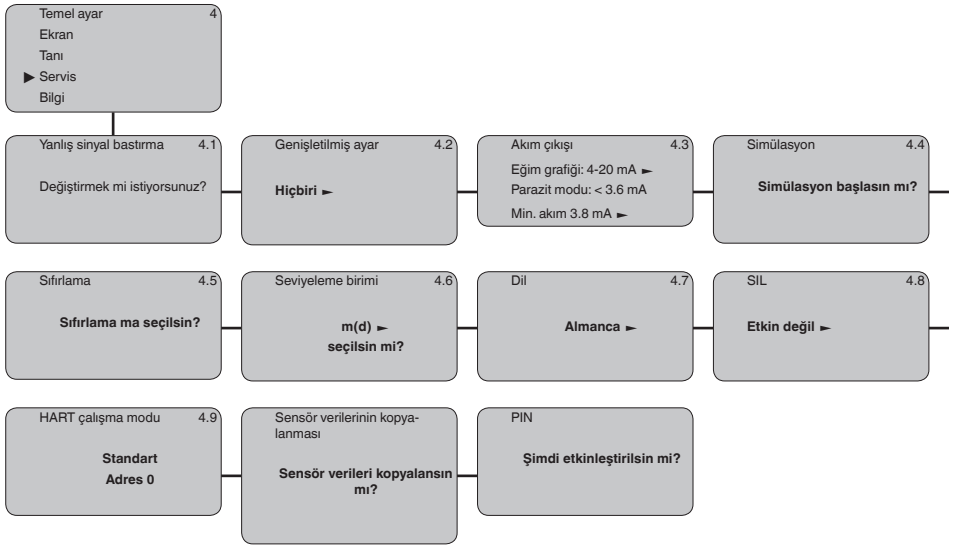 Temel ayar 4
Ekran
Tanı
► Servis
Bilgi
Yanlış sinyal bastırma 4.1
Değiştirmek mi istiyorsunuz?
Genişletilmiş ayar 4.2
Hiçbiri ►
Akım çıkışı 4.3
Eğim grafiği: 4-20 mA ►
Parazit modu: < 3.6 mA
Min. akım 3.8 mA ►
Simülasyon 4.4
Simülasyon başlasın mı?
Sıfırlama 4.5
Sıfırlama ma seçilsin?
Seviyeleme birimi 4.6
m(d) ►
seçilsin mi?
Dil 4.7
Almanca ►
SIL 4.8
Etkin değil ►
HART çalışma modu 4.9
Standart
Adres 0
Sensör verilerinin kopya-
lanması
Sensör verileri kopyalansın
mı?
PIN
Şimdi etkinleştirilsin mi?